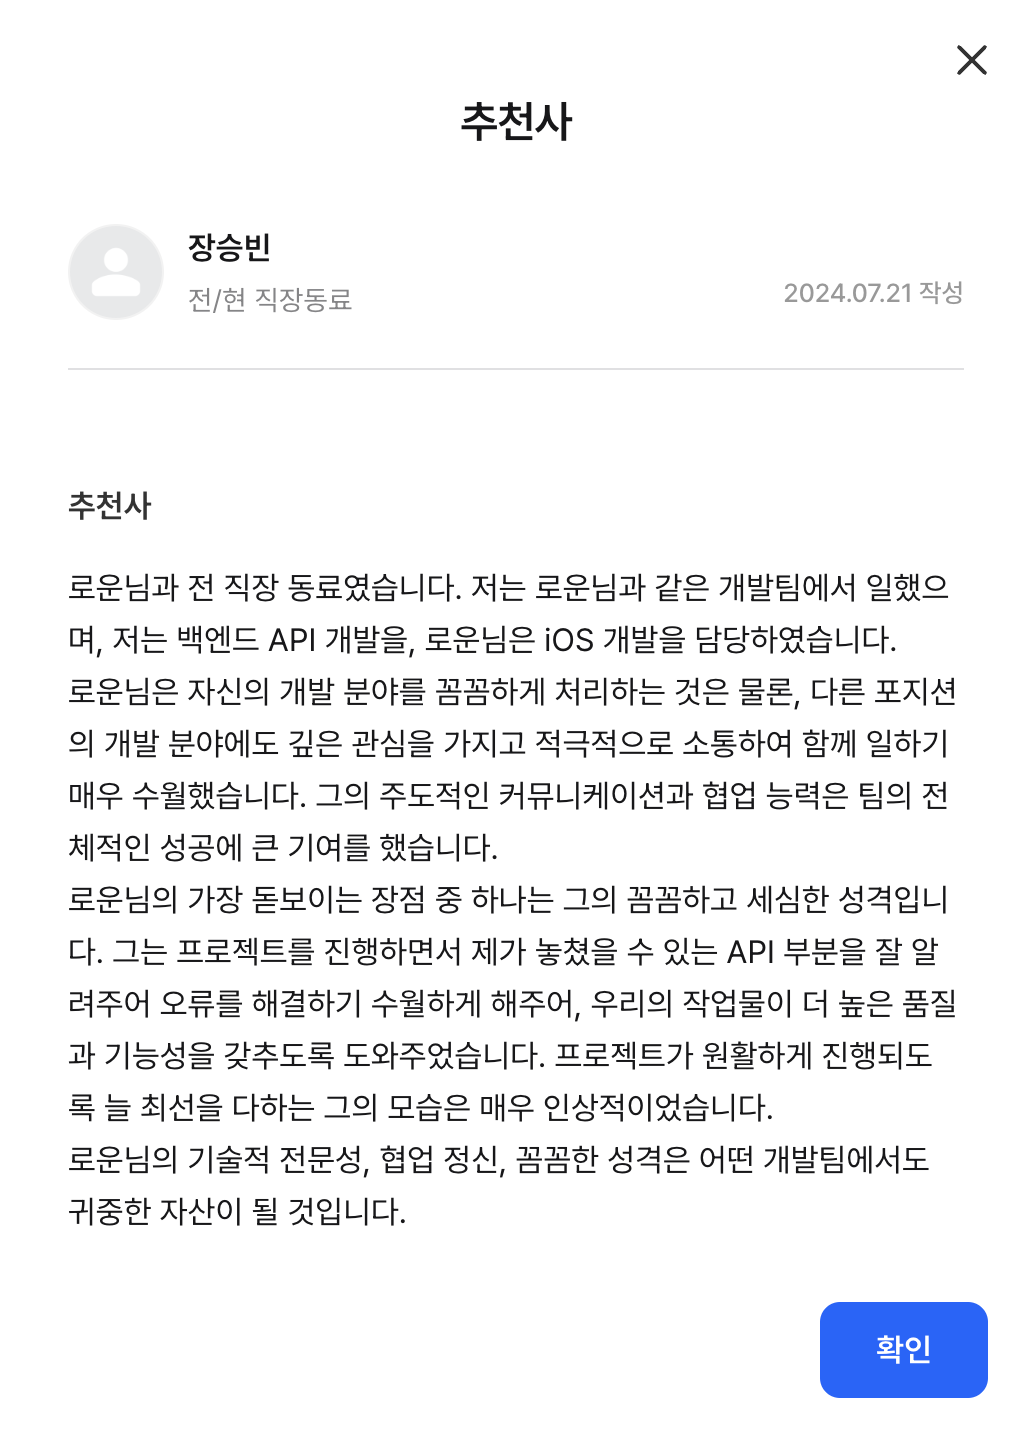 추천사
장승빈
전/현 직장동료
2024.07.21 작성
추천사
로운님과 전 직장 동료였습니다. 저는 로운님과 같은 개발팀에서 일했으
며, 저는 백엔드 API 개발을, 로운님은 iOS 개발을 담당하였습니다.
로운님은 자신의 개발 분야를 꼼꼼하게 처리하는 것은 물론, 다른 포지션
의 개발 분야에도 깊은 관심을 가지고 적극적으로 소통하여 함께 일하기
매우 수월했습니다. 그의 주도적인 커뮤니케이션과 협업 능력은 팀의 전
체적인 성공에 큰 기여를 했습니다.
로운님의 가장 돋보이는 장점 중 하나는 그의 꼼꼼하고 세심한 성격입니
다. 그는 프로젝트를 진행하면서 제가 놓쳤을 수 있는 API 부분을 잘 알
려주어 오류를 해결하기 수월하게 해주어, 우리의 작업물이 더 높은 품질
과 기능성을 갖추도록 도와주었습니다. 프로젝트가 원활하게 진행되도
록 늘 최선을 다하는 그의 모습은 매우 인상적이었습니다.
로운님의 기술적 전문성, 협업 정신, 꼼꼼한 성격은 어떤 개발팀에서도
귀중한 자산이 될 것입니다.
확인